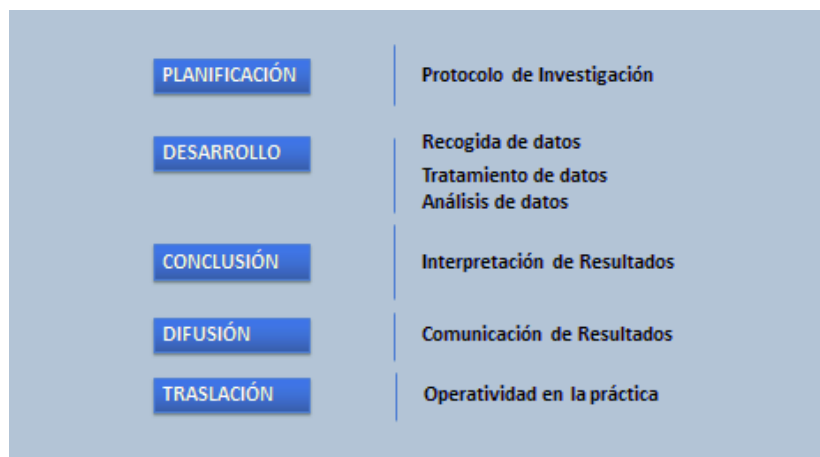 PLANIFICACIÓN
Protocolo de Investigación
DESARROLLO
Recogida de datos
Tratamiento de datos
Análisis de datos
CONCLUSIÓN
Interpretación de Resultados
DIFUSIÓN
Comunicación de Resultados
TRASLACIÓN
Operatividad en la práctica